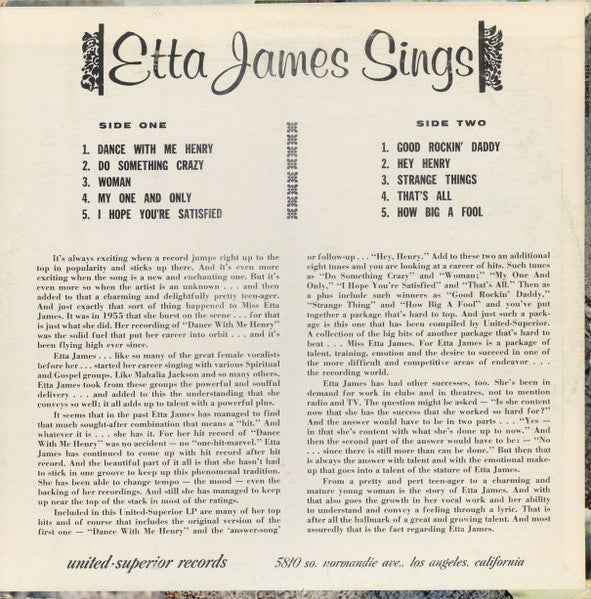 Etta James Sings
SIDE ONE
1. DANCE WITH ME HENRY
2. DO SOMETHING CRAZY
3. WOMAN
4. MY ONE AND ONLY
5. I HOPE YOU'RE SATISFIED
SIDE TWO
1. GOOD ROCKIN' DADDY
2. HEY HENRY
3. STRANGE THINGS
4. THAT'S ALL
5. HOW BIG A FOOL
It's always exciting when a record jumps right up to the
top in popularity and sticks up there. And it's even more
exciting when the song is a new and enchanting one. But it's
even more so when the artist is an unknown . . . and then
added to that a charming and delightfully pretty teen-ager.
And just exactly that sort of thing happened to Miss Etta
James. It was in 1955 that she burst on the scene . . . for that
is just what she did. Her recording of "Dance With Me Henry"
was the solid fuel that put her career into orbit . . . and it's
been flying high ever since.
Etta James . . . like so many of the great female vocalists
before her . . . started her career singing with various Spiritual
and Gospel groups. Like Mahalia Jackson and so many others,
Etta James took from these groups the powerful and soulful
delivery . . . and added to this the understanding that she
conveys so well; it all adds up to talent with a powerful plus.
It seems that in the past Etta James has managed to find
that much sought-after combination that means a "hit." And
whatever it is . . . she has it. For her hit record of "Dance
With Me Henry" was no accident — no "one-hit-marvel." Etta
James has continued to come up with hit record after hit
record. And the beautiful part of it all is that she hasn't had
to stick in one groove to keep up this phenomenal tradition.
She has been able to change tempo — the mood — even the
backing of her recordings. And still she has managed to keep
up near the top of the stack in most of the ratings.
Included in this United-Superior LP are many of her top
hits and of course that includes the original version of the
first one — "Dance With Me Henry" and the 'answer-song'
or follow-up . . . "Hey, Henry." Add to these two an additional
eight tunes and you are looking at a career of hits. Such tunes
as "Do Something Crazy" and "Woman;" "My One And
Only," "I Hope You're Satisfied" and "That's All." Then as
a plus include such winners as "Good Rockin' Daddy,"
"Strange Thing" and "How Big A Fool" and you've put
together a package that's hard to top. And just such a pack-
age is this one that has been compiled by United-Superior.
A collection of the big hits of another package that's hard to
beat . . . Miss Etta James. For Etta James is a package of
talent, training, emotion and the desire to succeed in one of
the more difficult and competitive areas of endeavor . . .
the recording world.
Etta James has had other successes, too. She's been in
demand for work in clubs and in theatres, not to mention
radio and TV. The question might be asked — "Is she content
now that she has the success that she worked so hard for?"
And the answer would have to be in two parts . . . "Yes —
in that she's content with what she's done up to now." And
then the second part of the answer would have to be: — "No
. . . since there is still more than can be done." But then that
is always the answer with talent and with the emotional make-
up that goes into a talent of the stature of Etta James.
From a pretty and pert teen-ager to a charming and
mature young woman is the story of Etta James. And with
that also goes the growth in her vocal work and her ability
to understand and convey a feeling through a lyric. That is
after all the hallmark of a great and growing talent. And most
assuredly that is the fact regarding Etta James.
united-superior records
5810 so. normandie ave., los angeles, california